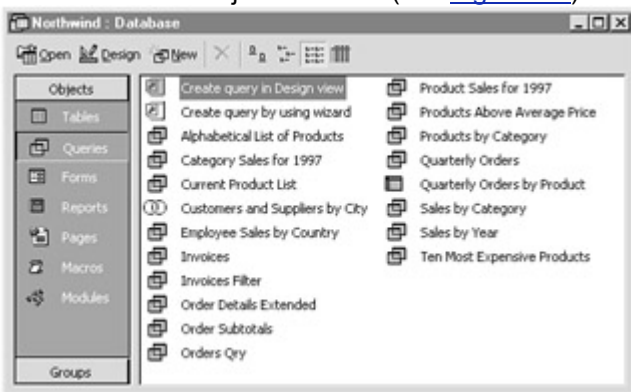 Northwind : Database
Open Design New
Objects
Tables
Queries
Forms
Reports
Pages
Macros
Modules
Groups
Create query in Design view
Create query by using wizard
Alphabetical List of Products
Category Sales for 1997
Current Product List
Customers and Suppliers by City
Employee Sales by Country
Invoices
Invoices Filter
Order Details Extended
Order Subtotals
Orders Qry
Product Sales for 1997
Products Above Average Price
Products by Category
Quarterly Orders
Quarterly Orders by Product
Sales by Category
Sales by Year
Ten Most Expensive Products